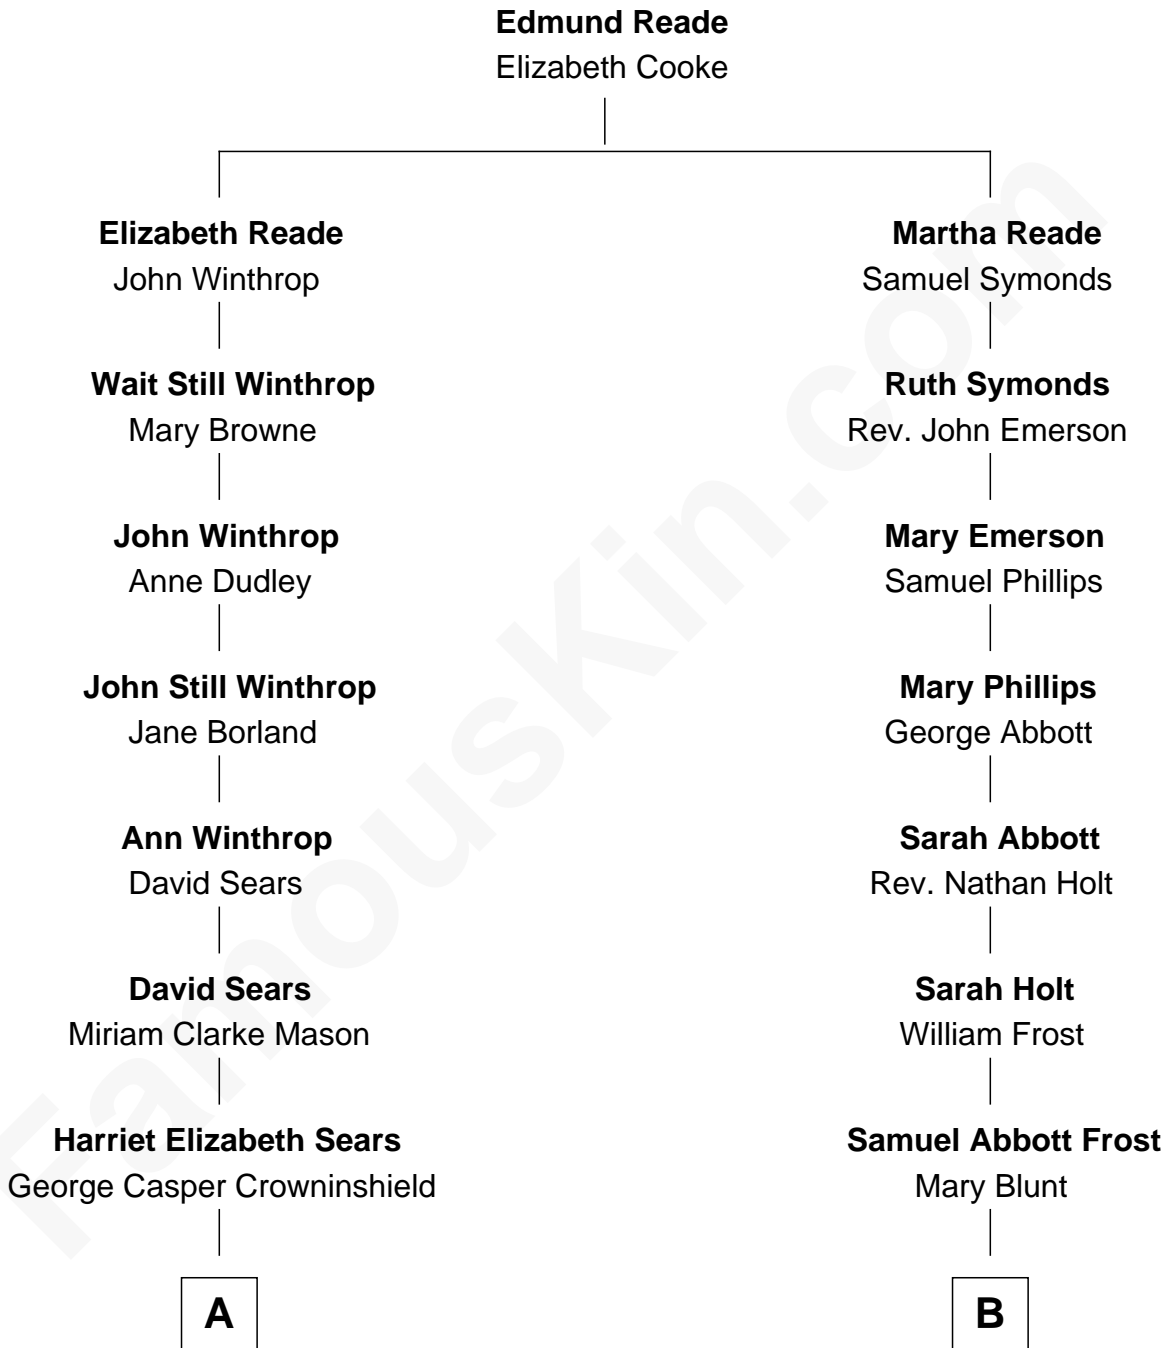 Edmund Reade
Elizabeth Cooke
Elizabeth Reade
John Winthrop
Martha Reade
Samuel Symonds
Wait Still Winthrop
Mary Browne
Ruth Symonds
Rev. John Emerson
John Winthrop
Anne Dudley
Mary Emerson
Samuel Phillips
John Still Winthrop
Jane Borland
Mary Phillips
George Abbott
Ann Winthrop
David Sears
Sarah Abbott
Rev. Nathan Holt
David Sears
Miriam Clarke Mason
Sarah Holt
William Frost
Harriet Elizabeth Sears
George Casper Crowninshield
Samuel Abbott Frost
Mary Blunt
A
B
FamousKin.com